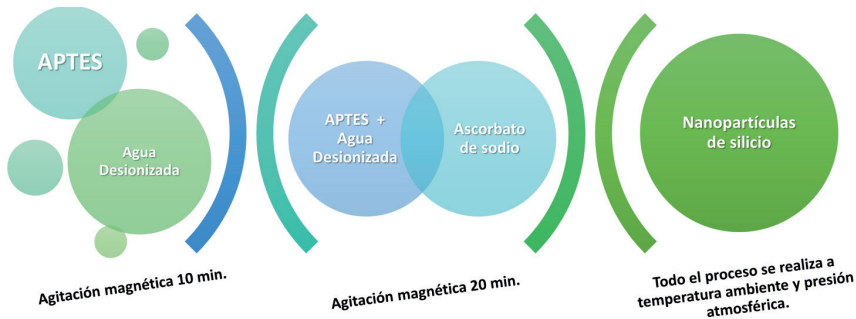 APTES
Agua
Desionizada
Agitación magnética 10 min.
APTES +
Agua
Desionizada
Ascorbato
de sodio
Agitación magnética 20 min.
Nanopartículas
de silicio
Todo el proceso se realiza a
temperatura ambiente y presión
atmosférica.